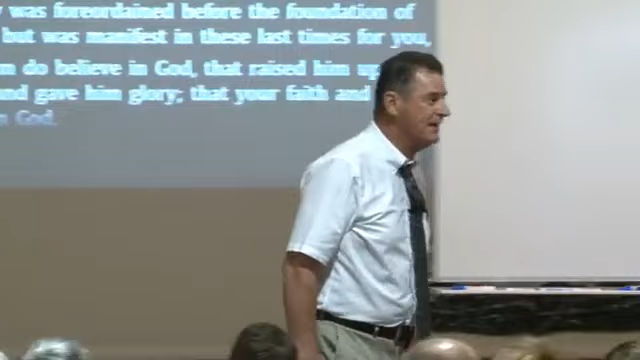 was foreordained before the foundation of
but was manifest in these last times for you,
do believe in God, that raised him up
gave him glory; that your faith and
God.